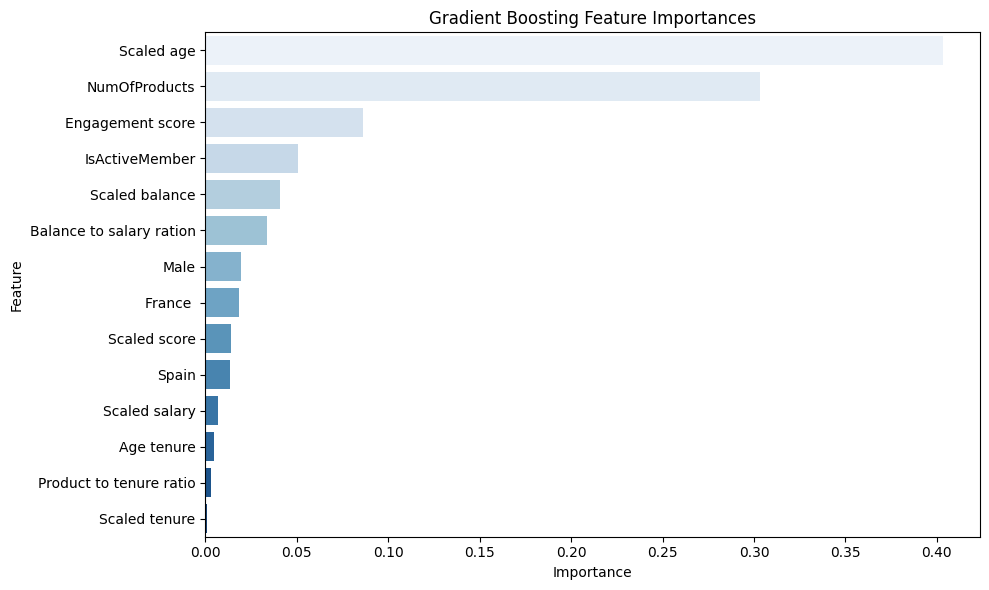 Gradient Boosting Feature Importances
Feature
Scaled age
NumOfProducts
Engagement score
IsActiveMember
Scaled balance
Balance to salary ration
Male
France
Scaled score
Spain
Scaled salary
Age tenure
Product to tenure ratio
Scaled tenure
0.00 0.05 0.10 0.15 0.20 0.25 0.30 0.35 0.40
Importance